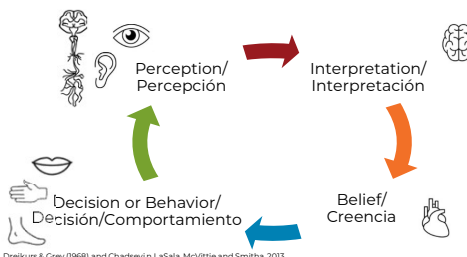 Perception/
Percepción
Interpretation/
Interpretación
Belief/
Creencia
Decision or Behavior/
Decisión/Comportamiento
Dreikurs & Grey (1968) and Chadsey in LaSala, McVittie and Smitha, 2013